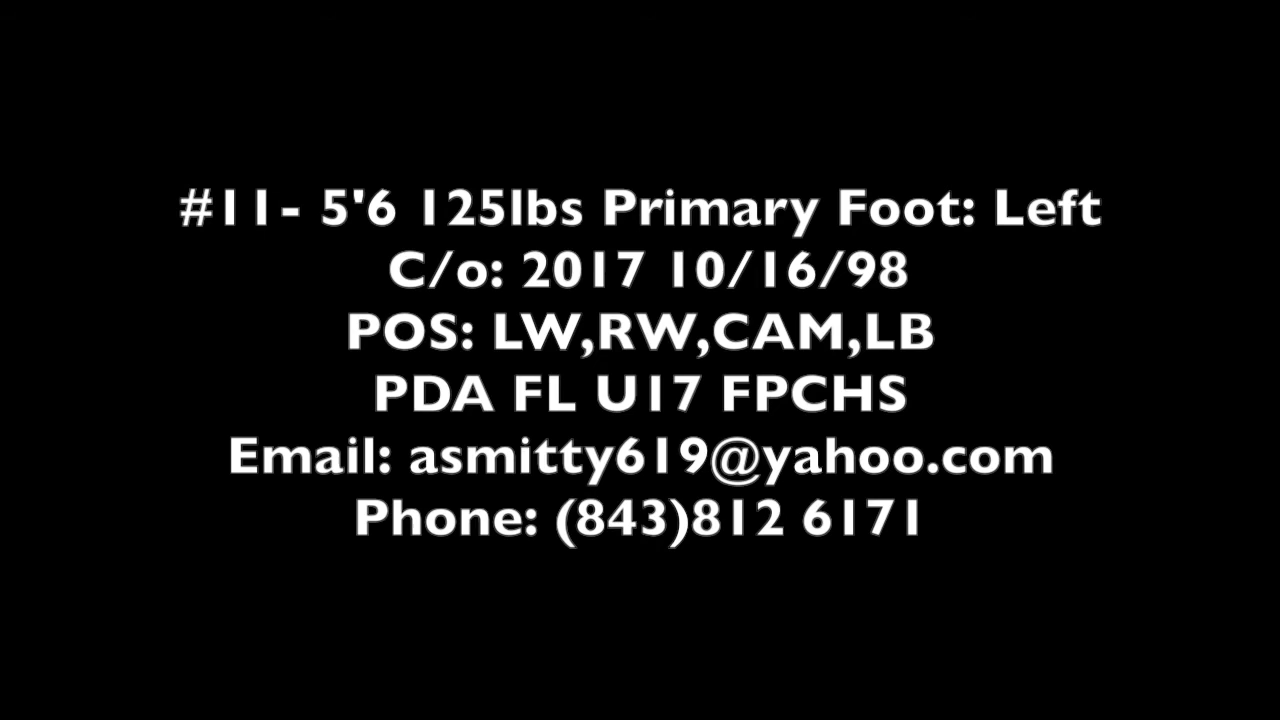 #11- 5'6 125lbs Primary Foot: Left
C/o: 2017 10/16/98
POS: LW,RW,CAM,LB
PDA FL U17 FPCHS
Email: asmitty619@yahoo.com
Phone: (843)812 6171